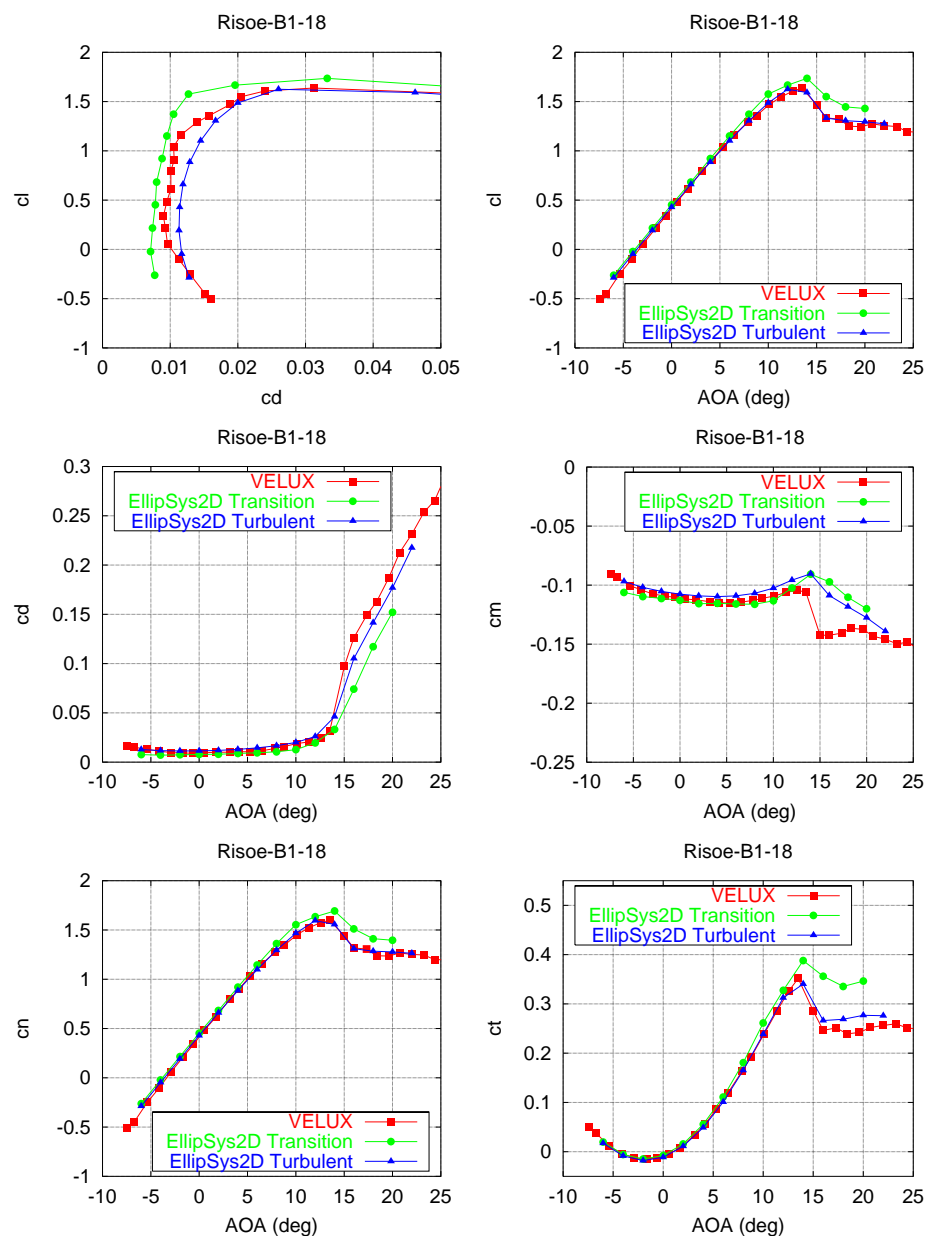 Risoe-B1-18
2
1.5
1
0.5
0
-0.5
-1
cl
0
0.01
0.02
0.03
0.04
0.05
cd
Risoe-B1-18
2
1.5
1
0.5
0
-0.5
-1
cl
VELUX
EllipSys2D Transition
EllipSys2D Turbulent
-10
-5
0
5
10
15
20
25
AOA (deg)
Risoe-B1-18
0.3
0.25
0.2
0.15
0.1
0.05
0
cd
VELUX
EllipSys2D Transition
EllipSys2D Turbulent
-10
-5
0
5
10
15
20
25
AOA (deg)
Risoe-B1-18
0
-0.05
-0.1
-0.15
-0.2
-0.25
cm
VELUX
EllipSys2D Transition
EllipSys2D Turbulent
-10
-5
0
5
10
15
20
25
AOA (deg)
Risoe-B1-18
2
1.5
1
0.5
0
-0.5
-1
cn
VELUX
EllipSys2D Transition
EllipSys2D Turbulent
-10
-5
0
5
10
15
20
25
AOA (deg)
Risoe-B1-18
0.5
0.4
0.3
0.2
0.1
0
ct
VELUX
EllipSys2D Transition
EllipSys2D Turbulent
-10
-5
0
5
10
15
20
25
AOA (deg)